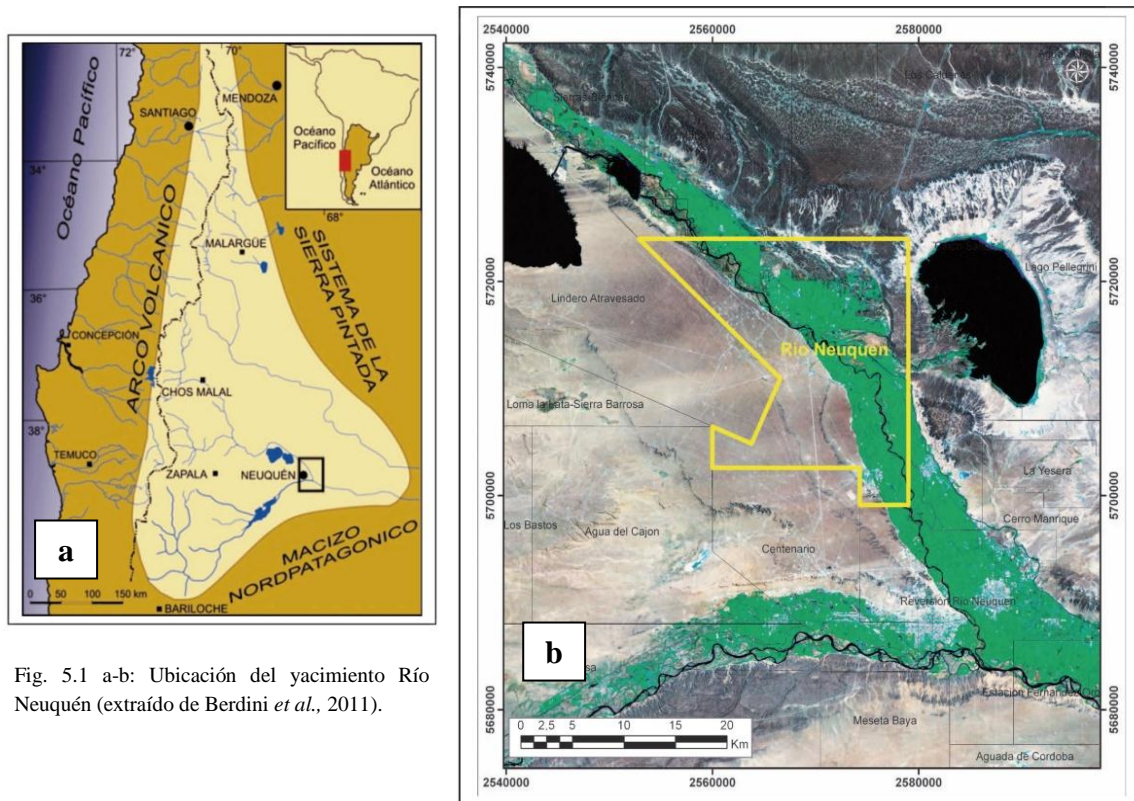 72
70
Océano Pacífico
SANTIAGO
MENDOZA
Océano
Pacífico
Océano
Atlántico
68°
34°
ARCO VOLCANICO
MALARGÜE
SISTEMA DE LA
SIERRA PINTADA
36°
CONCEPCIÓN
CHOS MALAL
38°
TEMUCO
ZAPALA
NEUQUÉN
a
MACIZO
NORDPATAGONICO
0 50 100 150 km
BARILOCHE
Fig. 5.1 a-b: Ubicación del yacimiento Río
Neuquén (extraído de Berdini et al., 2011).
2540000
2560000
2580000
5740000
5740000
Lago Pellegrini
5720000
5720000
Lindero Atravesado
Río Neuquen
Loma la Lata-Sierra Barrosa
La Yesera
5700000
5700000
Los Bastos
Agua del Cajon
Cerro Manrique
Centenario
Reversión Río Neuquen
b
5680000
5680000
Meseta Baya
Aguada de Cordoba
0 2,5 5 10 15 20
Km
2540000
2560000
2580000